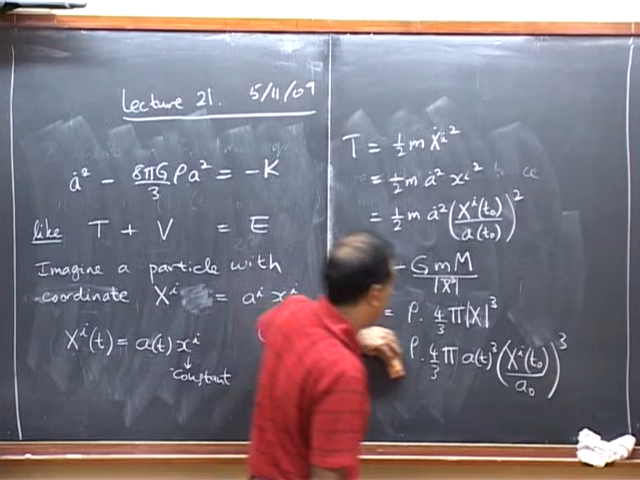 Lecture 21. 5/11/09
ȧ² − 8πG/3 ρa² = −K
like T + V = E
Imagine a particle with
coordinate Xⁱ = aⁱ xⁱ
Xⁱ(t) = a(t) xⁱ
↓
constant
T = ½ m Ẋⁱ²
= ½ m ȧ² xⁱ²
= ½ m ȧ² (Xⁱ(t₀)/a(t₀))²
− G m M/|X|
= ρ. 4/3 π|X|³
ρ. 4/3 π a(t)³ (Xⁱ(t₀)/a₀)³